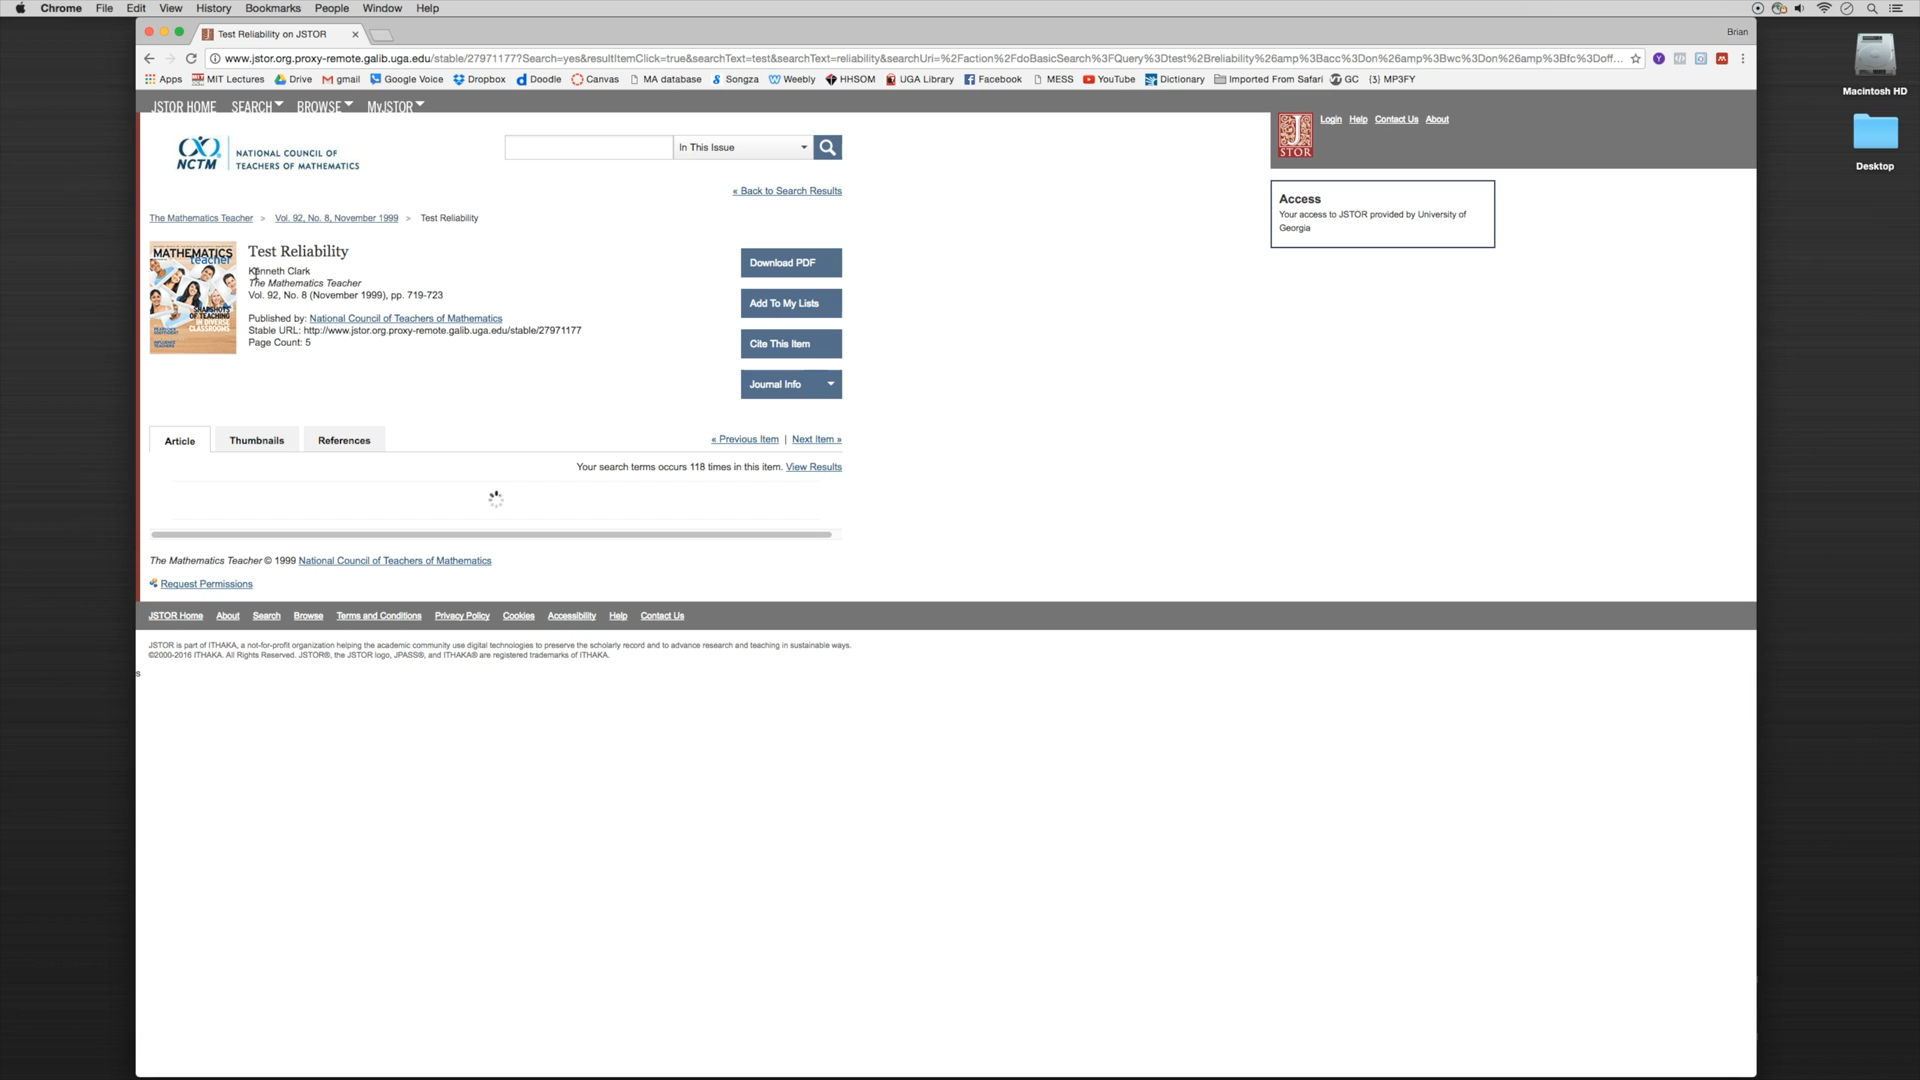 Chrome File Edit View History Bookmarks People Window Help
Test Reliability on JSTOR
Brian
www.jstor.org.proxy-remote.galib.uga.edu/stable/27971177?Search=yes&resultItemClick=true&searchText=test&searchText=reliability&searchUri=%2Faction%2FdoBasicSearch%3FQuery%3Dtest%2Breliability%26amp%3Bacc%3Don%26amp%3Bwc%3Don%26amp%3Bfc%3Doff...
Apps MIT Lectures Drive gmail Google Voice Dropbox Doodle Canvas MA database Songza Weebly HHSOM UGA Library Facebook MESS YouTube Dictionary Imported From Safari GC {3} MP3FY
Macintosh HD
Desktop
JSTOR HOME SEARCH BROWSE MyJSTOR
JSTOR
Login Help Contact Us About
NCTM
NATIONAL COUNCIL OF
TEACHERS OF MATHEMATICS
In This Issue
« Back to Search Results
Access
Your access to JSTOR provided by University of
Georgia
The Mathematics Teacher > Vol. 92, No. 8, November 1999 > Test Reliability
MATHEMATICS
teacher
SNAPSHOTS
OF TEACHING
IN DIVERSE
CLASSROOMS
Test Reliability
Kenneth Clark
The Mathematics Teacher
Vol. 92, No. 8 (November 1999), pp. 719-723
Published by: National Council of Teachers of Mathematics
Stable URL: http://www.jstor.org.proxy-remote.galib.uga.edu/stable/27971177
Page Count: 5
Download PDF
Add To My Lists
Cite This Item
Journal Info
Article Thumbnails References
« Previous Item | Next Item »
Your search terms occurs 118 times in this item. View Results
The Mathematics Teacher © 1999 National Council of Teachers of Mathematics
Request Permissions
JSTOR Home About Search Browse Terms and Conditions Privacy Policy Cookies Accessibility Help Contact Us
JSTOR is part of ITHAKA, a not-for-profit organization helping the academic community use digital technologies to preserve the scholarly record and to advance research and teaching in sustainable ways.
©2000-2016 ITHAKA. All Rights Reserved. JSTOR®, the JSTOR logo, JPASS®, and ITHAKA® are registered trademarks of ITHAKA.
s